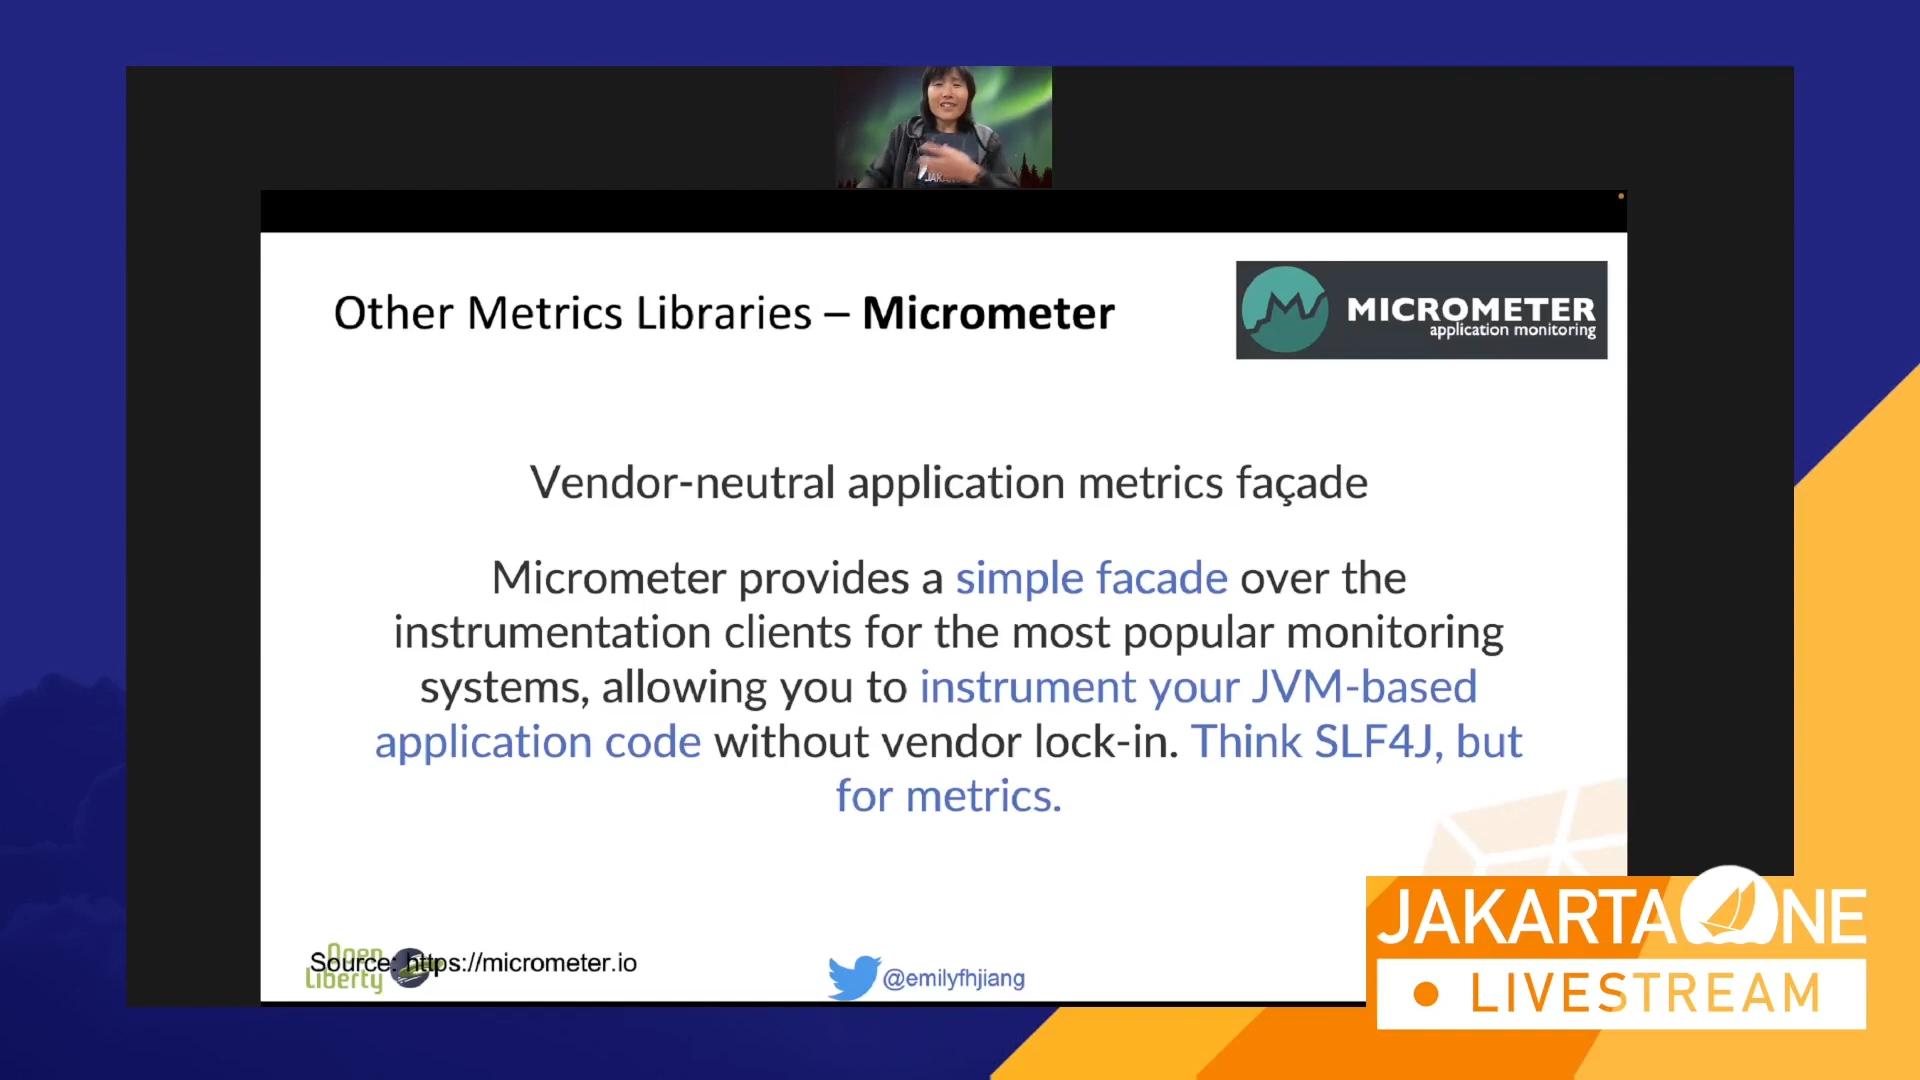 JAKA
Other Metrics Libraries – Micrometer
MICROMETER
application monitoring
Vendor-neutral application metrics façade
Micrometer provides a simple facade over the
instrumentation clients for the most popular monitoring
systems, allowing you to instrument your JVM-based
application code without vendor lock-in. Think SLF4J, but
for metrics.
Open
Liberty
Source: https://micrometer.io
@emilyfhjiang
JAKARTAONE
LIVESTREAM